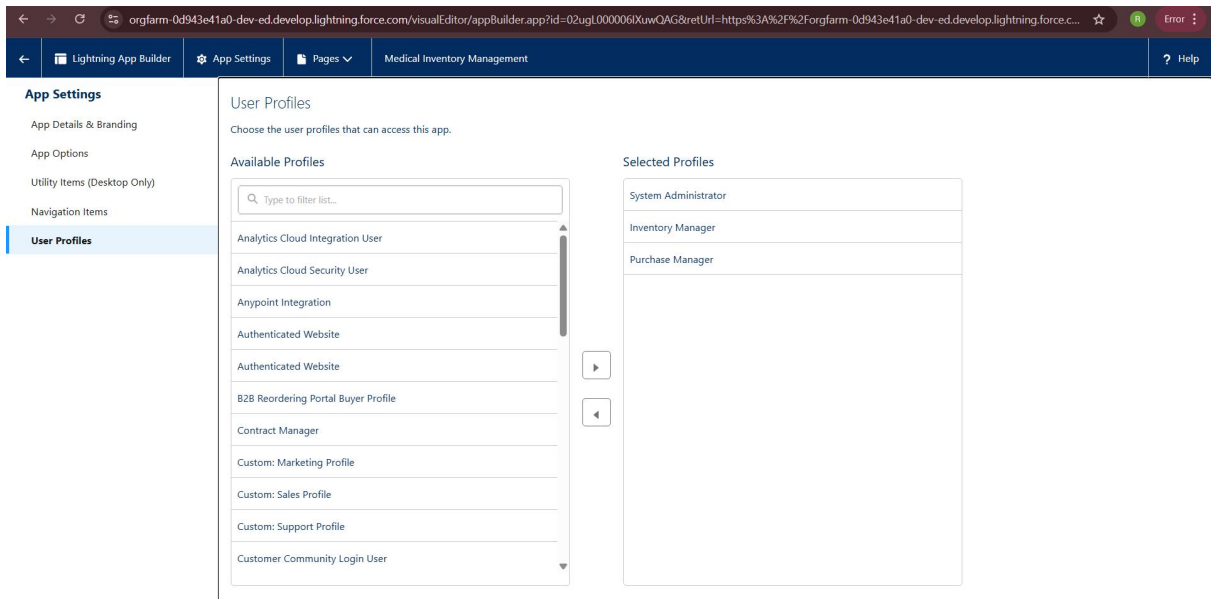 orgfarm-0d943e41a0-dev-ed.develop.lightning.force.com/visualEditor/appBuilder.app?id=02ugL000006IXuwQAG&retUrl=https%3A%2F%2Forgfarm-0d943e41a0-dev-ed.develop.lightning.force.c...
R
Error
Lightning App Builder
App Settings
Pages
Medical Inventory Management
? Help
App Settings
App Details & Branding
App Options
Utility Items (Desktop Only)
Navigation Items
User Profiles
User Profiles
Choose the user profiles that can access this app.
Available Profiles
Type to filter list...
Analytics Cloud Integration User
Analytics Cloud Security User
Anypoint Integration
Authenticated Website
Authenticated Website
B2B Reordering Portal Buyer Profile
Contract Manager
Custom: Marketing Profile
Custom: Sales Profile
Custom: Support Profile
Customer Community Login User
Selected Profiles
System Administrator
Inventory Manager
Purchase Manager